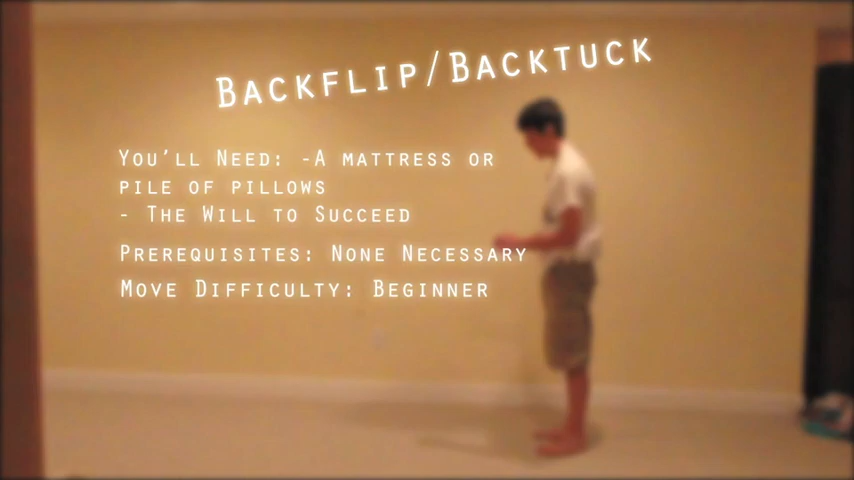 Backflip/Backtuck
You'll Need: -A mattress or
pile of pillows
- The Will to Succeed
Prerequisites: None Necessary
Move Difficulty: Beginner